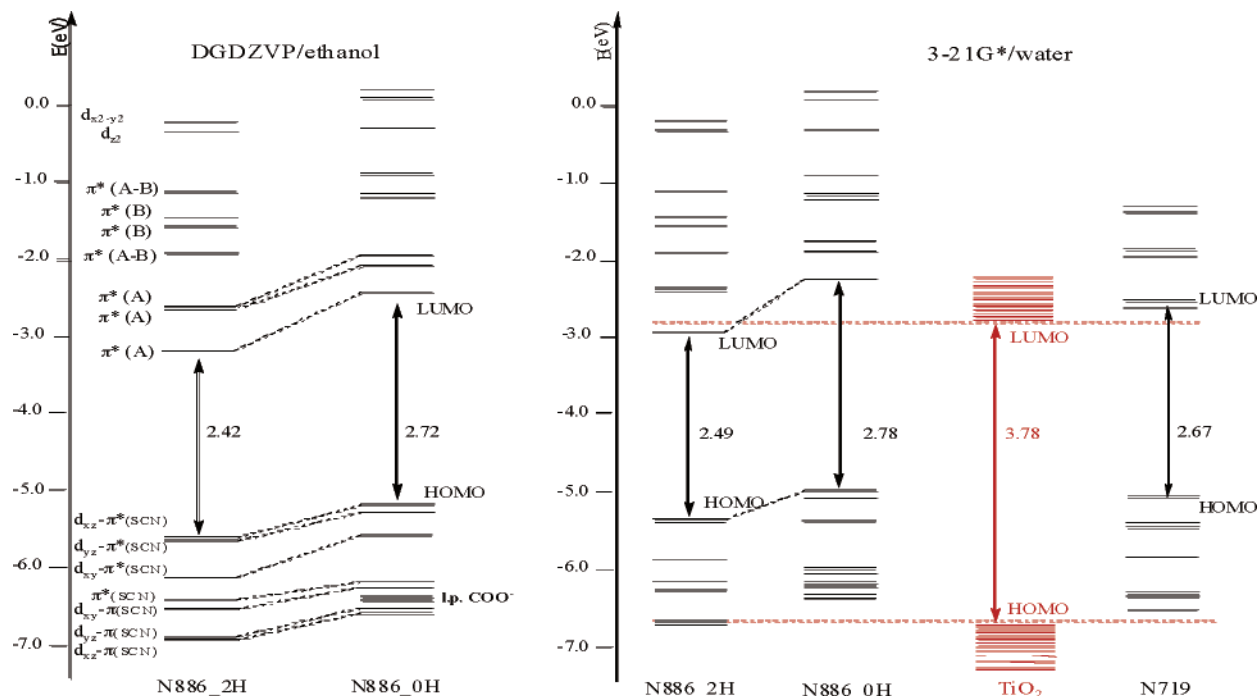 E(eV)
DGDZVP/ethanol
0.0
-1.0
-2.0
-3.0
-4.0
-5.0
-6.0
-7.0
dx2-y2
dz2
π* (A-B)
π* (B)
π* (B)
π* (A-B)
π* (A)
π* (A)
π* (A)
LUMO
2.42
2.72
HOMO
dxz-π*(SCN)
dyz-π*(SCN)
dxy-π*(SCN)
π*(SCN)
dxy-π(SCN)
dyz-π(SCN)
dxz-π(SCN)
l.p. COO-
N886_2H
N886_0H
E(eV)
3-21G*/water
0.0
-1.0
-2.0
-3.0
-4.0
-5.0
-6.0
-7.0
LUMO
LUMO
LUMO
2.49
2.78
3.78
2.67
HOMO
HOMO
HOMO
N886_2H
N886_0H
TiO2
N719